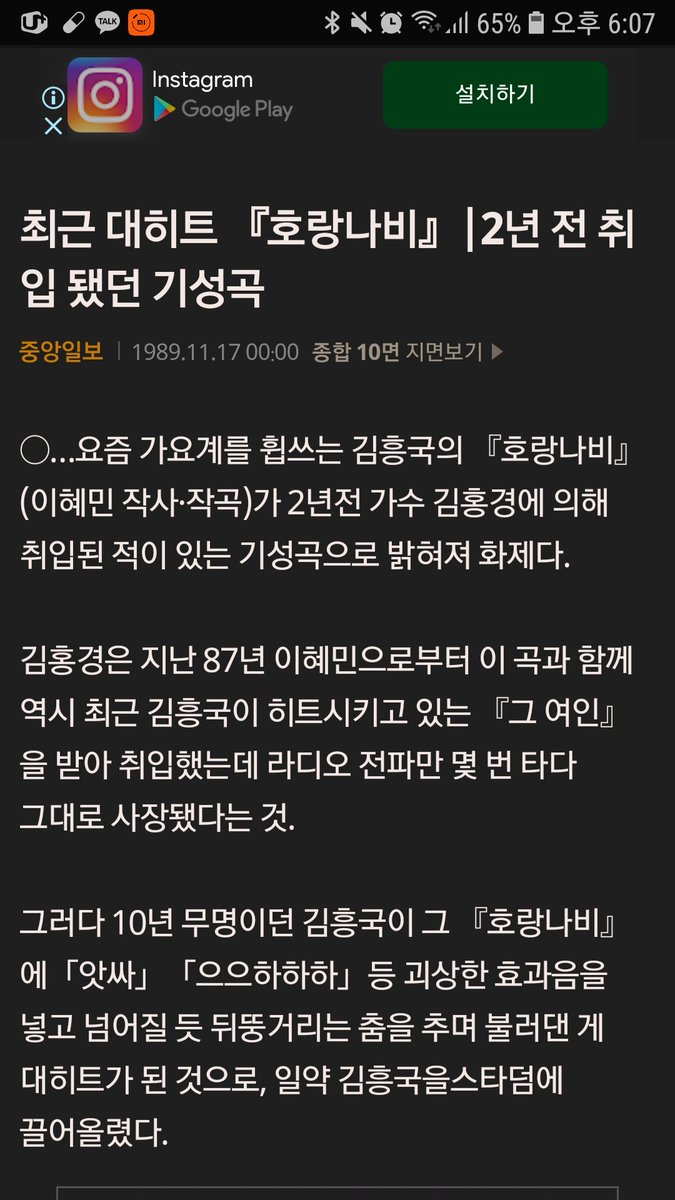 TALK
65% 오후 6:07
Instagram
Google Play
설치하기
최근 대히트 『호랑나비』 | 2년 전 취
입 됐던 기성곡
중앙일보 | 1989.11.17 00:00 종합 10면 지면보기
○…요즘 가요계를 휩쓰는 김흥국의 『호랑나비』
(이혜민 작사·작곡)가 2년전 가수 김홍경에 의해
취입된 적이 있는 기성곡으로 밝혀져 화제다.
김홍경은 지난 87년 이혜민으로부터 이 곡과 함께
역시 최근 김흥국이 히트시키고 있는 『그 여인』
을 받아 취입했는데 라디오 전파만 몇 번 타다
그대로 사장됐다는 것.
그러다 10년 무명이던 김흥국이 그 『호랑나비』
에「앗싸」「으으하하하」등 괴상한 효과음을
넣고 넘어질 듯 뒤뚱거리는 춤을 추며 불러댄 게
대히트가 된 것으로, 일약 김흥국을스타덤에
끌어올렸다.